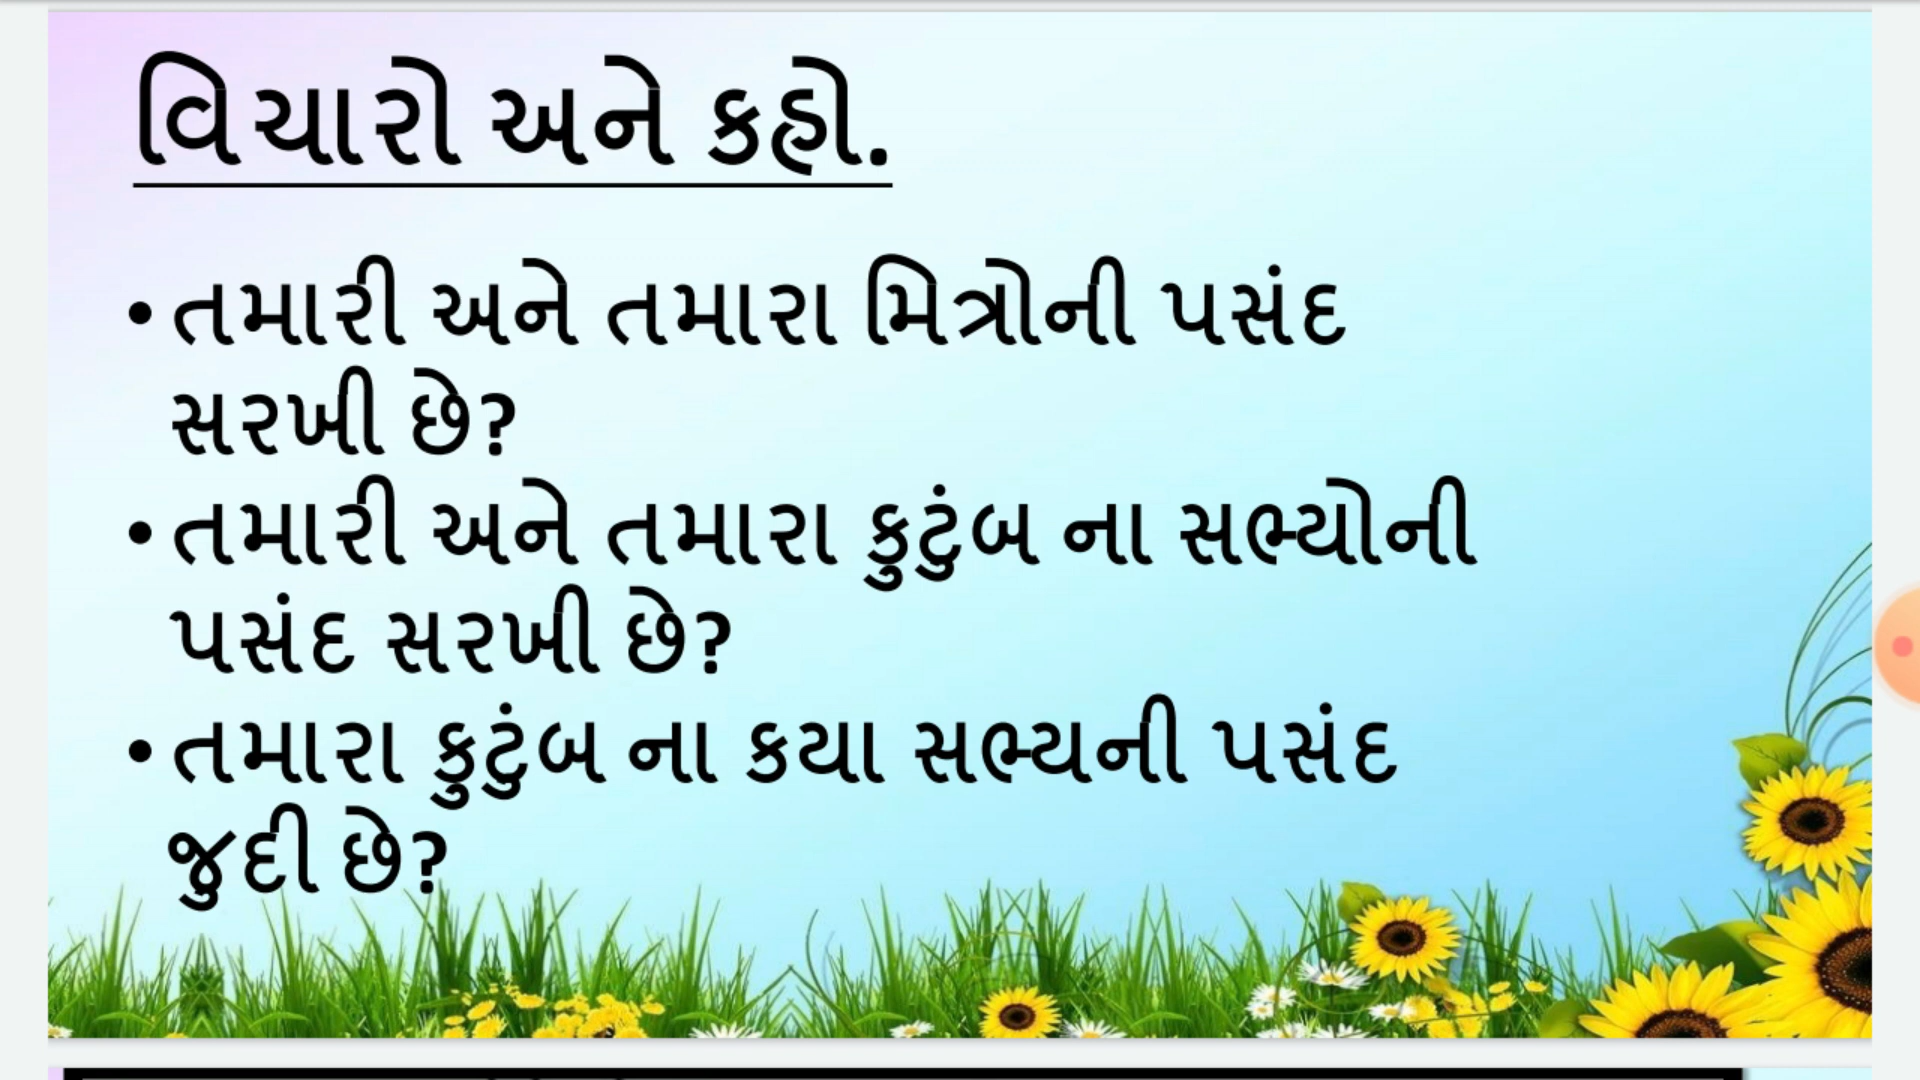 વિચારો અને કહો.
• તમારી અને તમારા મિત્રોની પસંદ
સરખી છે?
• તમારી અને તમારા કુટુંબ ના સભ્યોની
પસંદ સરખી છે?
• તમારા કુટુંબ ના કયા સભ્યની પસંદ
જુદી છે?